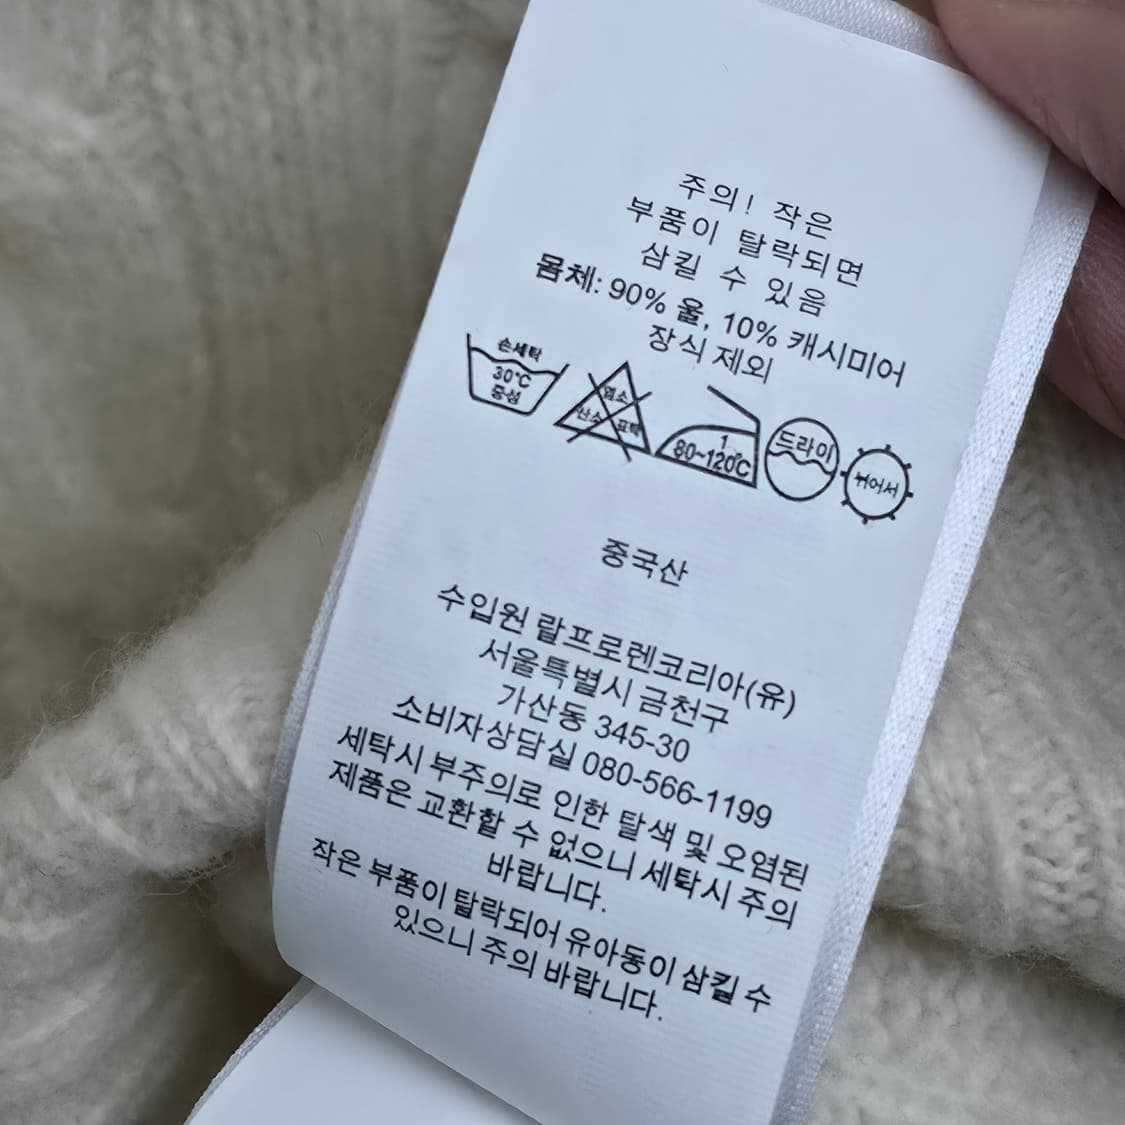 주의! 작은
부품이 탈락되면
삼킬 수 있음
몸체: 90% 울, 10% 캐시미어
장식 제외
손세탁
30°C
중성
염소
산소 표백
1
80~120°C
드라이
뉘어서
중국산
수입원 랄프로렌코리아(유)
서울특별시 금천구
가산동 345-30
소비자상담실 080-566-1199
세탁시 부주의로 인한 탈색 및 오염된
제품은 교환할 수 없으니 세탁시 주의
바랍니다.
작은 부품이 탈락되어 유아동이 삼킬 수
있으니 주의 바랍니다.